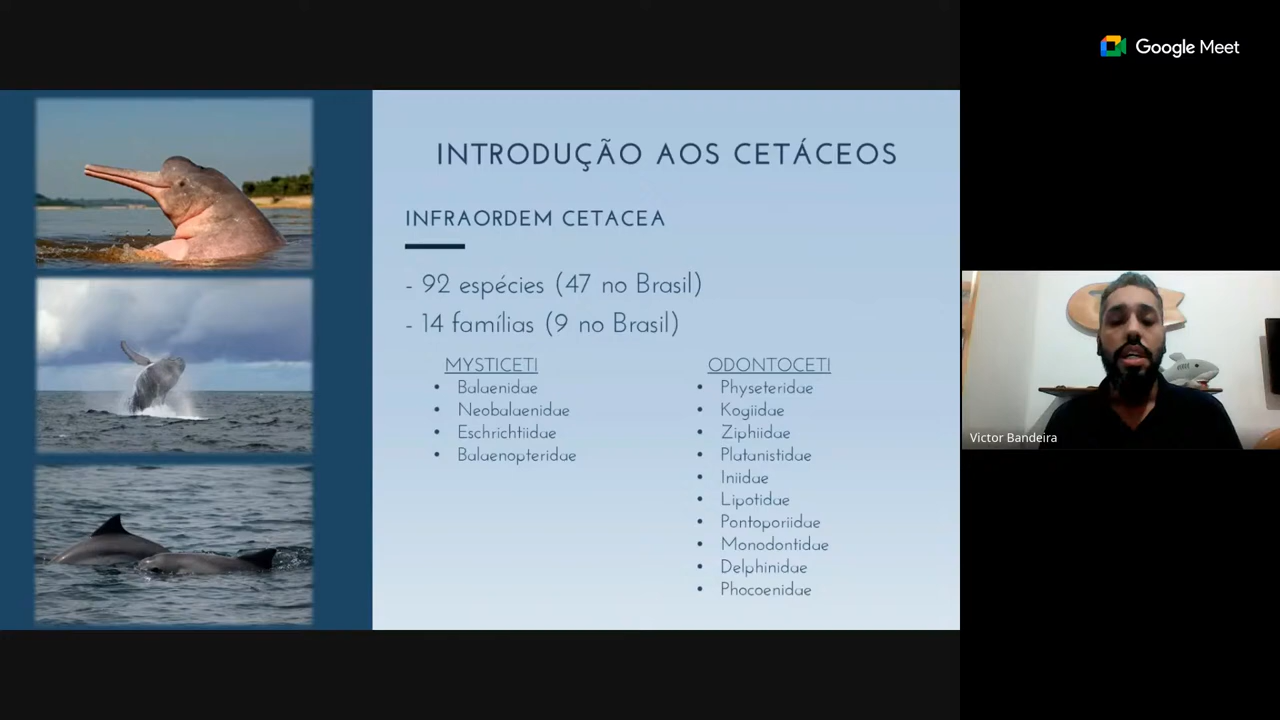 Google Meet
INTRODUÇÃO AOS CETÁCEOS
INFRAORDEM CETACEA
- 92 espécies (47 no Brasil)
- 14 famílias (9 no Brasil)
MYSTICETI
• Balaenidae
• Neobalaenidae
• Eschrichtiidae
• Balaenopteridae
ODONTOCETI
• Physeteridae
• Kogiidae
• Ziphiidae
• Platanistidae
• Iniidae
• Lipotidae
• Pontoporiidae
• Monodontidae
• Delphinidae
• Phocoenidae
Victor Bandeira